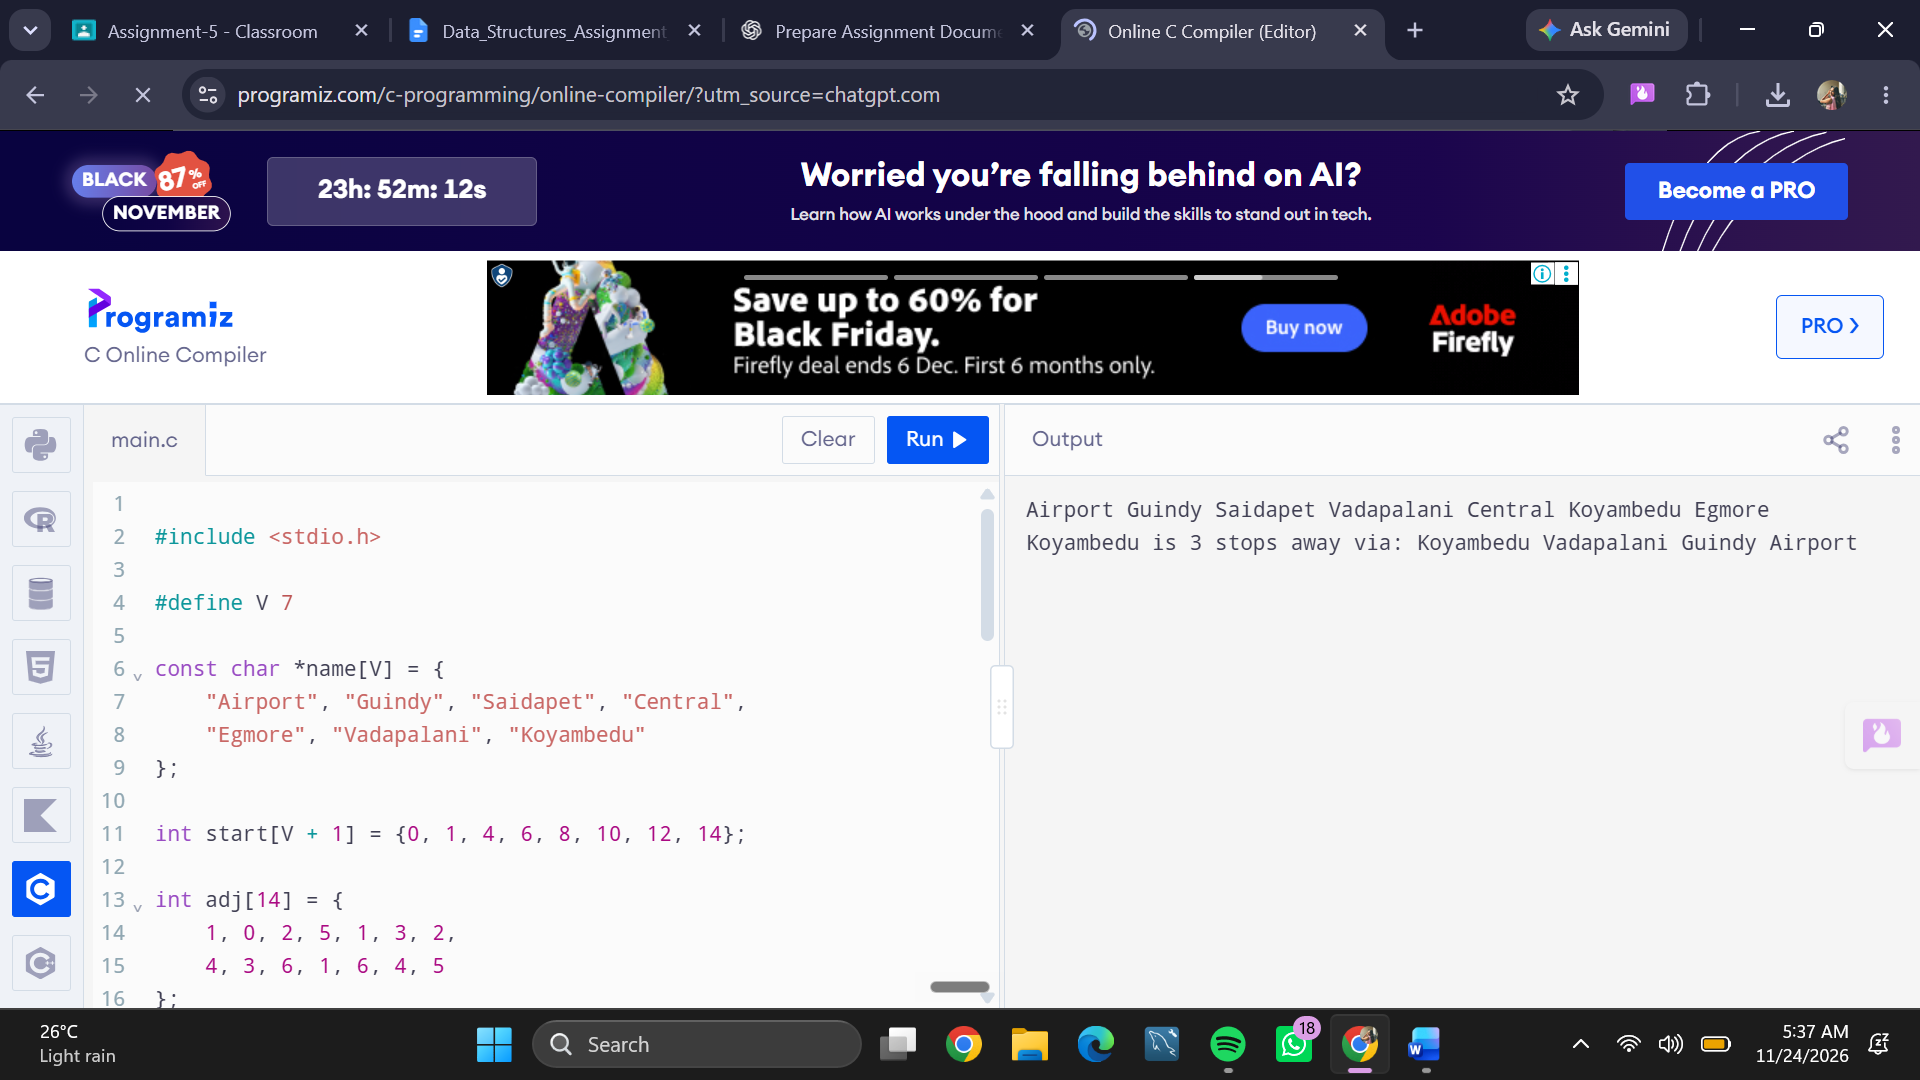 Assignment-5 - Classroom
Data_Structures_Assignment
Prepare Assignment Docume
Online C Compiler (Editor)
Ask Gemini
programiz.com/c-programming/online-compiler/?utm_source=chatgpt.com
BLACK 87% OFF
NOVEMBER
23h: 52m: 12s
Worried you're falling behind on AI?
Learn how AI works under the hood and build the skills to stand out in tech.
Become a PRO
Programiz
C Online Compiler
Save up to 60% for
Black Friday.
Firefly deal ends 6 Dec. First 6 months only.
Buy now
Adobe
Firefly
PRO
main.c
Clear
Run
Output
1
2 #include <stdio.h>
3
4 #define V 7
5
6 const char *name[V] = {
7 "Airport", "Guindy", "Saidapet", "Central",
8 "Egmore", "Vadapalani", "Koyambedu"
9 };
10
11 int start[V + 1] = {0, 1, 4, 6, 8, 10, 12, 14};
12
13 int adj[14] = {
14 1, 0, 2, 5, 1, 3, 2,
15 4, 3, 6, 1, 6, 4, 5
16 };
Airport Guindy Saidapet Vadapalani Central Koyambedu Egmore
Koyambedu is 3 stops away via: Koyambedu Vadapalani Guindy Airport
26°C
Light rain
Search
18
5:37 AM
11/24/2026